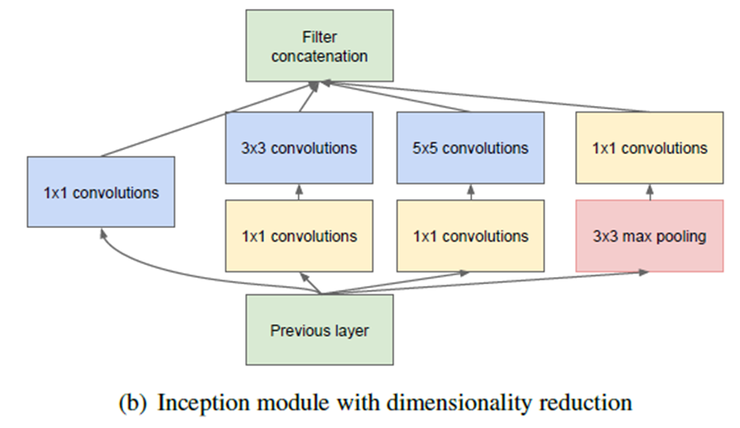 Filter
concatenation
3x3 convolutions
5x5 convolutions
1x1 convolutions
1x1 convolutions
1x1 convolutions
1x1 convolutions
3x3 max pooling
Previous layer
(b) Inception module with dimensionality reduction